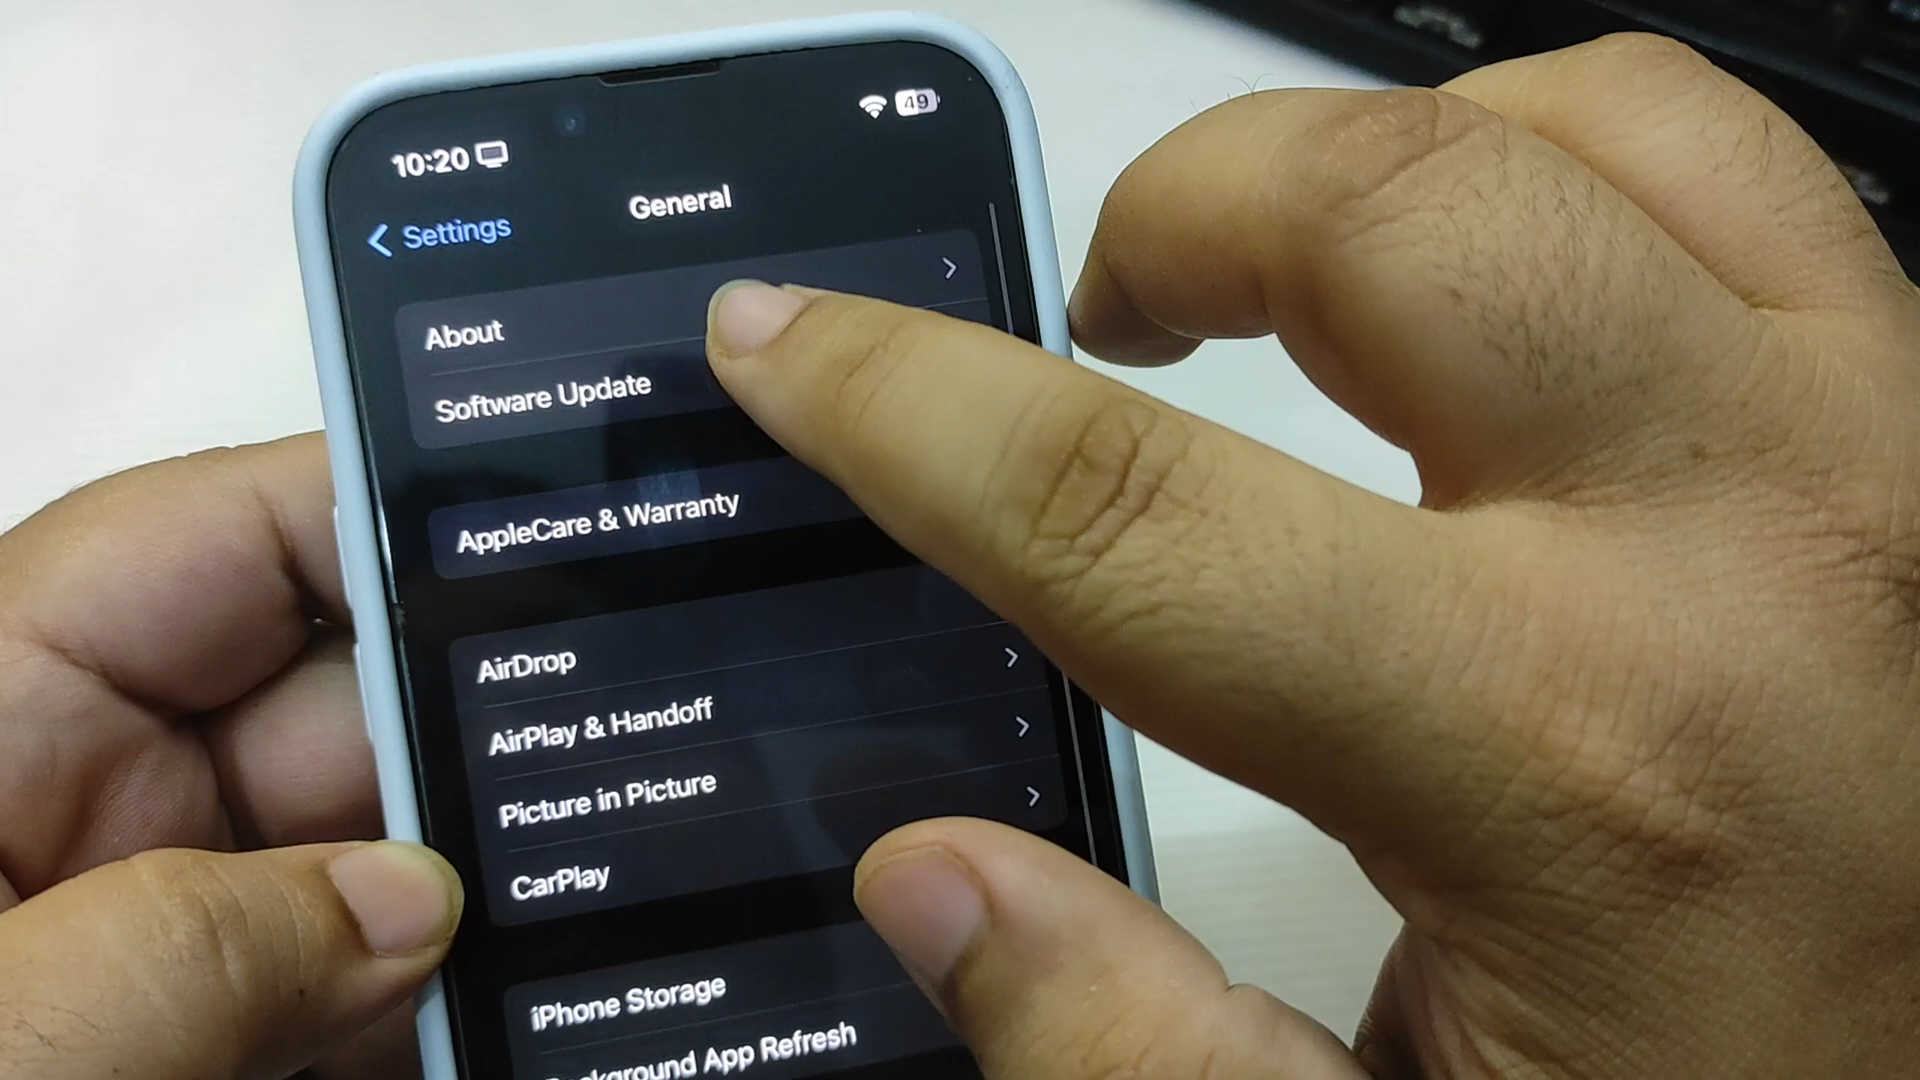 10:20
49
Settings
General
About
Software Update
AppleCare & Warranty
AirDrop
AirPlay & Handoff
Picture in Picture
CarPlay
iPhone Storage
Background App Refresh